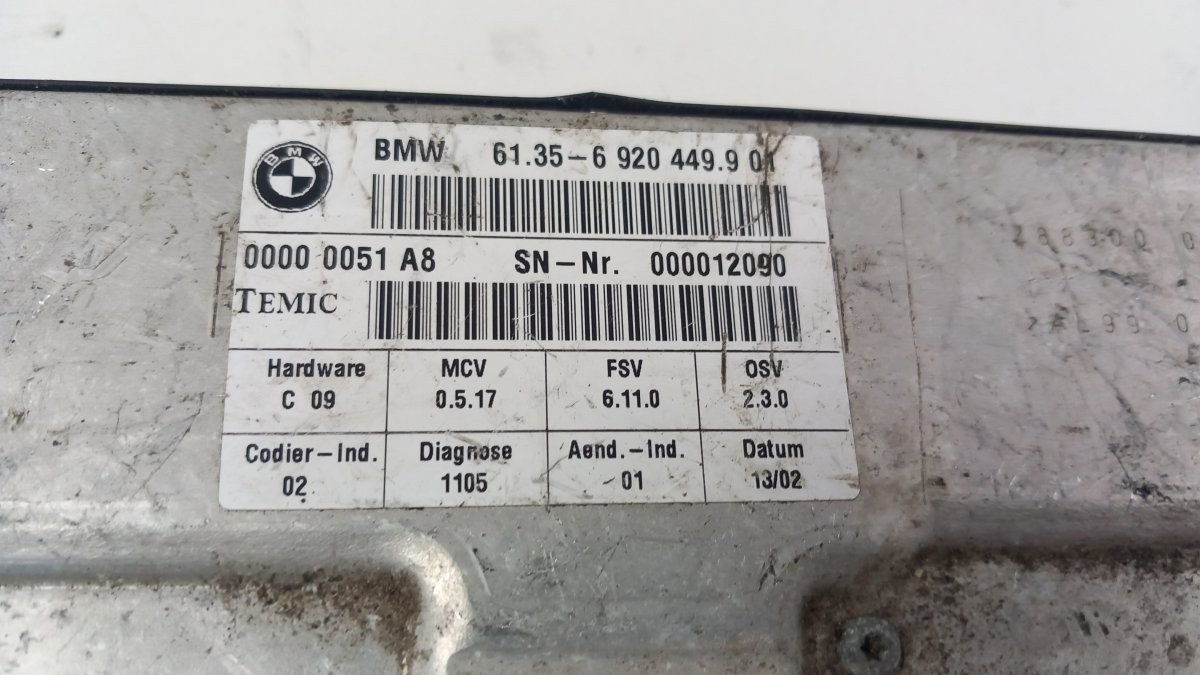 BMW
BMW 61.35-6 920 449.9 01
0000 0051 A8 SN-Nr. 000012090
TEMIC
Hardware MCV FSV OSV
C 09 0.5.17 6.11.0 2.3.0
Codier-Ind. Diagnose Aend.-Ind. Datum
02 1105 01 13/02